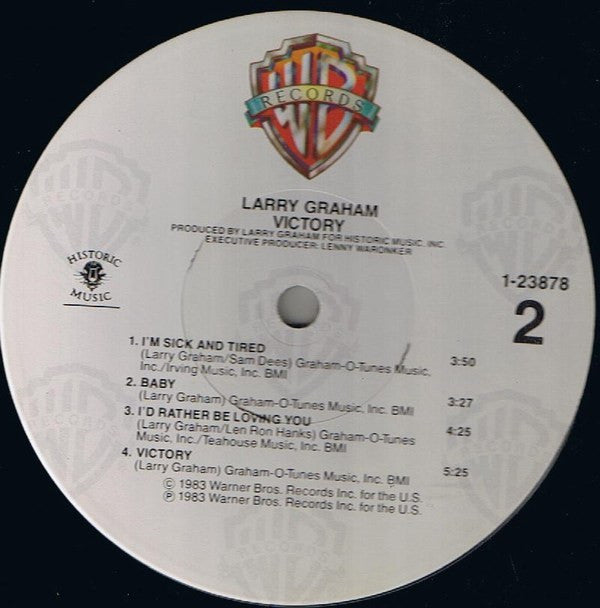 WB
RECORDS
LARRY GRAHAM
VICTORY
PRODUCED BY LARRY GRAHAM FOR HISTORIC MUSIC, INC.
EXECUTIVE PRODUCER: LENNY WARONKER
HISTORIC
MUSIC
1-23878
2
1. I'M SICK AND TIRED
(Larry Graham/Sam Dees) Graham-O-Tunes Music, 3:50
Inc./Irving Music, Inc. BMI
2. BABY
(Larry Graham) Graham-O-Tunes Music, Inc. BMI 3:27
3. I'D RATHER BE LOVING YOU
(Larry Graham/Len Ron Hanks) Graham-O-Tunes 4:25
Music, Inc./Teahouse Music, Inc. BMI
4. VICTORY
(Larry Graham) Graham-O-Tunes Music, Inc. BMI 5:25
© 1983 Warner Bros. Records Inc. for the U.S.
℗ 1983 Warner Bros. Records Inc. for the U.S.